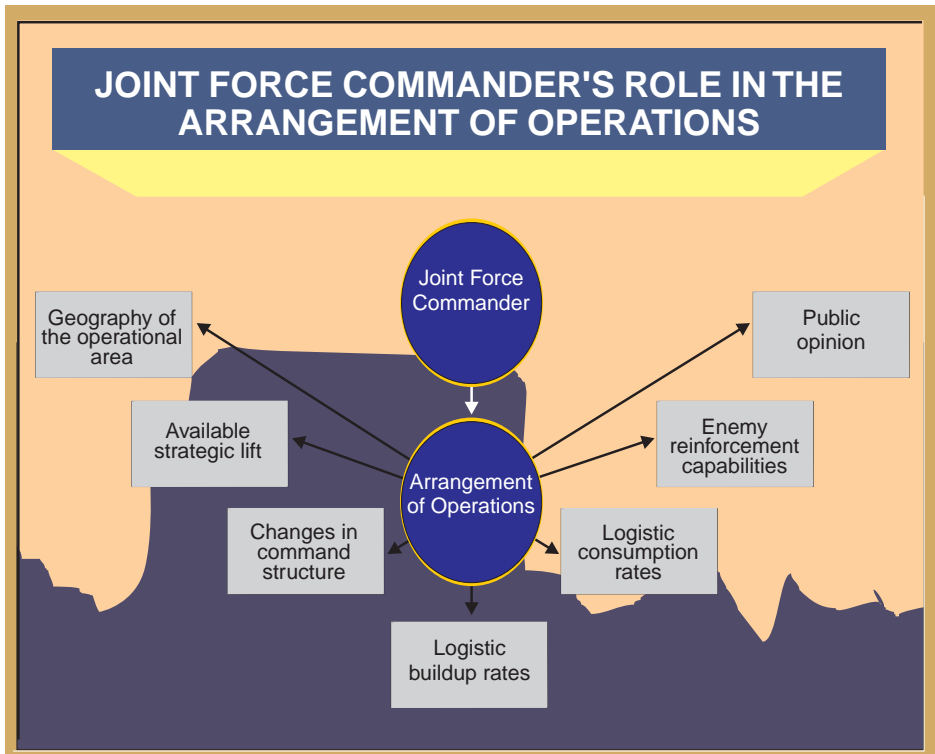 JOINT FORCE COMMANDER'S ROLE IN THE
ARRANGEMENT OF OPERATIONS
Joint Force
Commander
Geography of
the operational
area
Public
opinion
Available
strategic lift
Enemy
reinforcement
capabilities
Arrangement
of Operations
Changes in
command
structure
Logistic
consumption
rates
Logistic
buildup rates